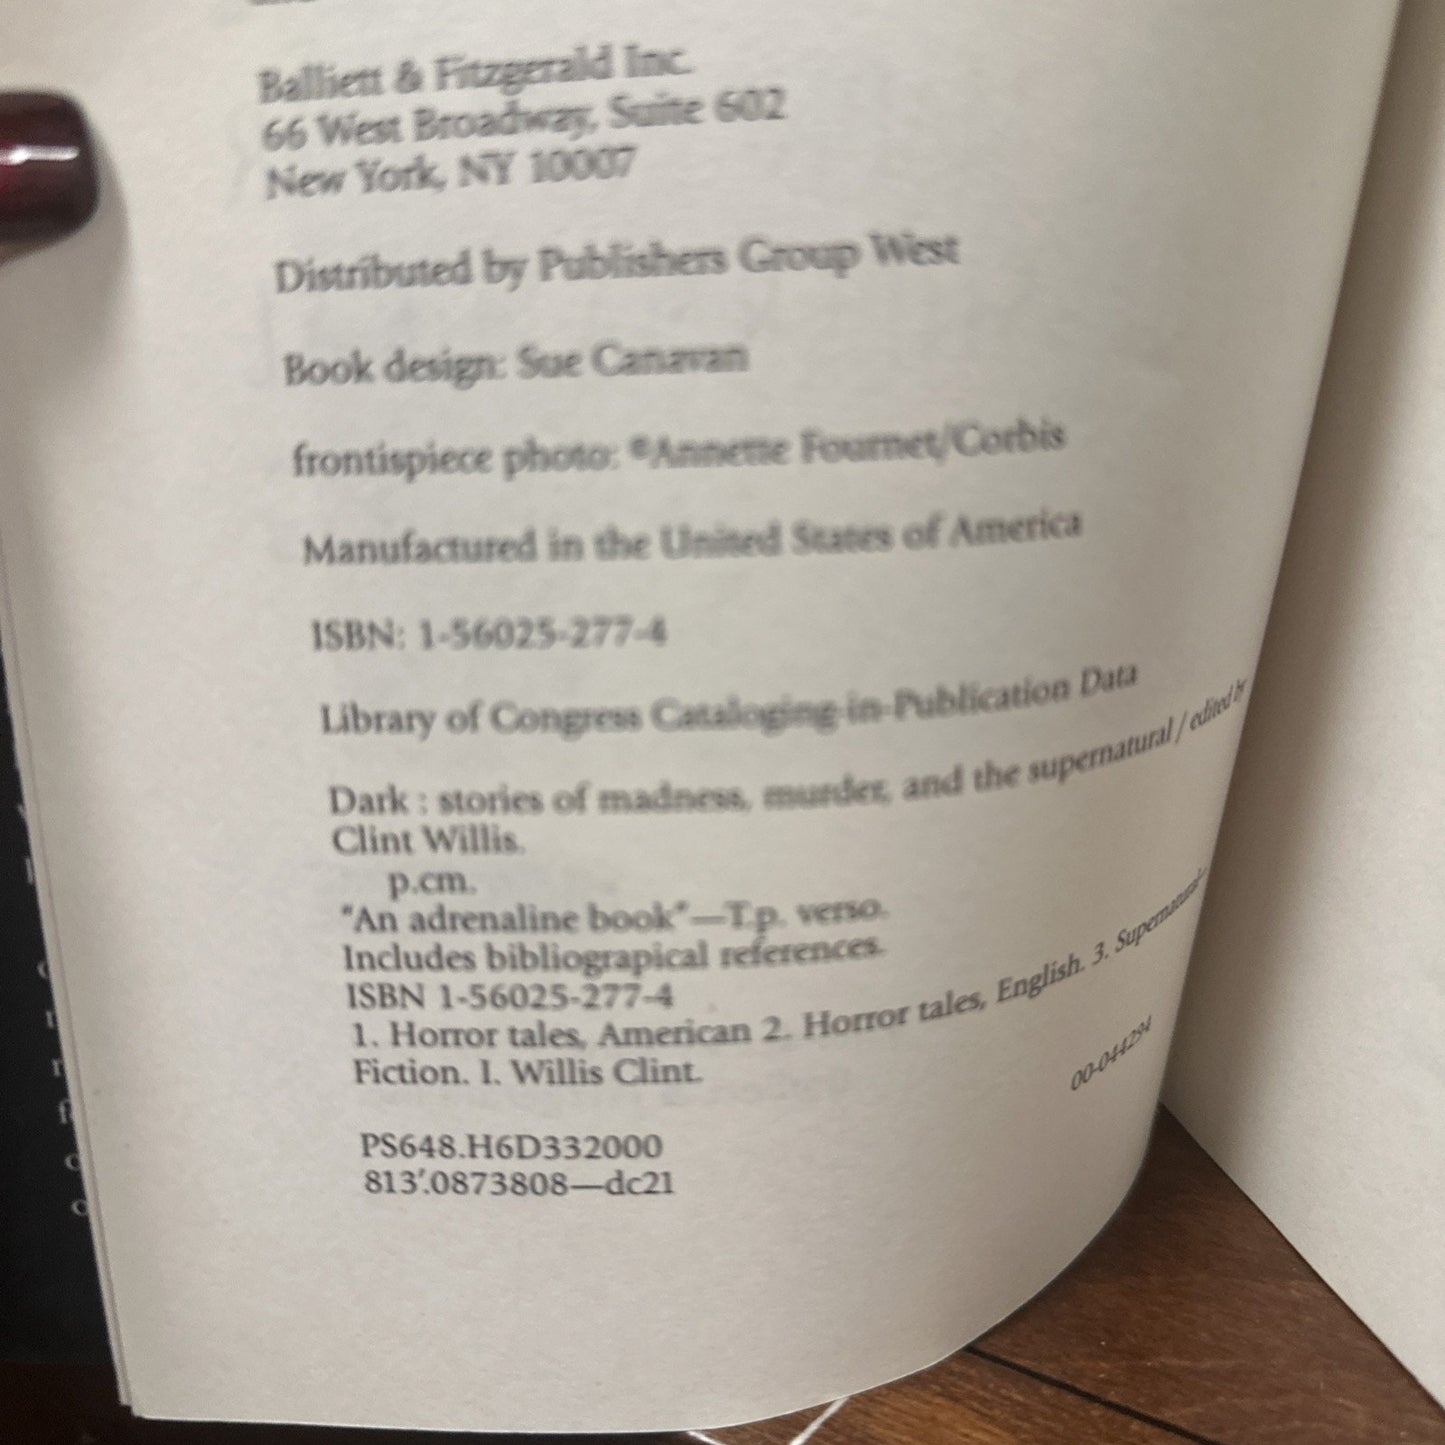 Balliett & Fitzgerald Inc.
66 West Broadway, Suite 602
New York, NY 10007
Distributed by Publishers Group West
Book design: Sue Canavan
frontispiece photo: ©Annette Fournet/Corbis
Manufactured in the United States of America
ISBN: 1-56025-277-4
Library of Congress Cataloging-in-Publication Data
Dark : stories of madness, murder, and the supernatural / edited by
Clint Willis.
p.cm.
"An adrenaline book"—T.p. verso.
Includes bibliograpical references.
ISBN 1-56025-277-4
1. Horror tales, American 2. Horror tales, English. 3. Supernatural—
Fiction. I. Willis Clint.
00-044294
PS648.H6D332000
813′.0873808—dc21